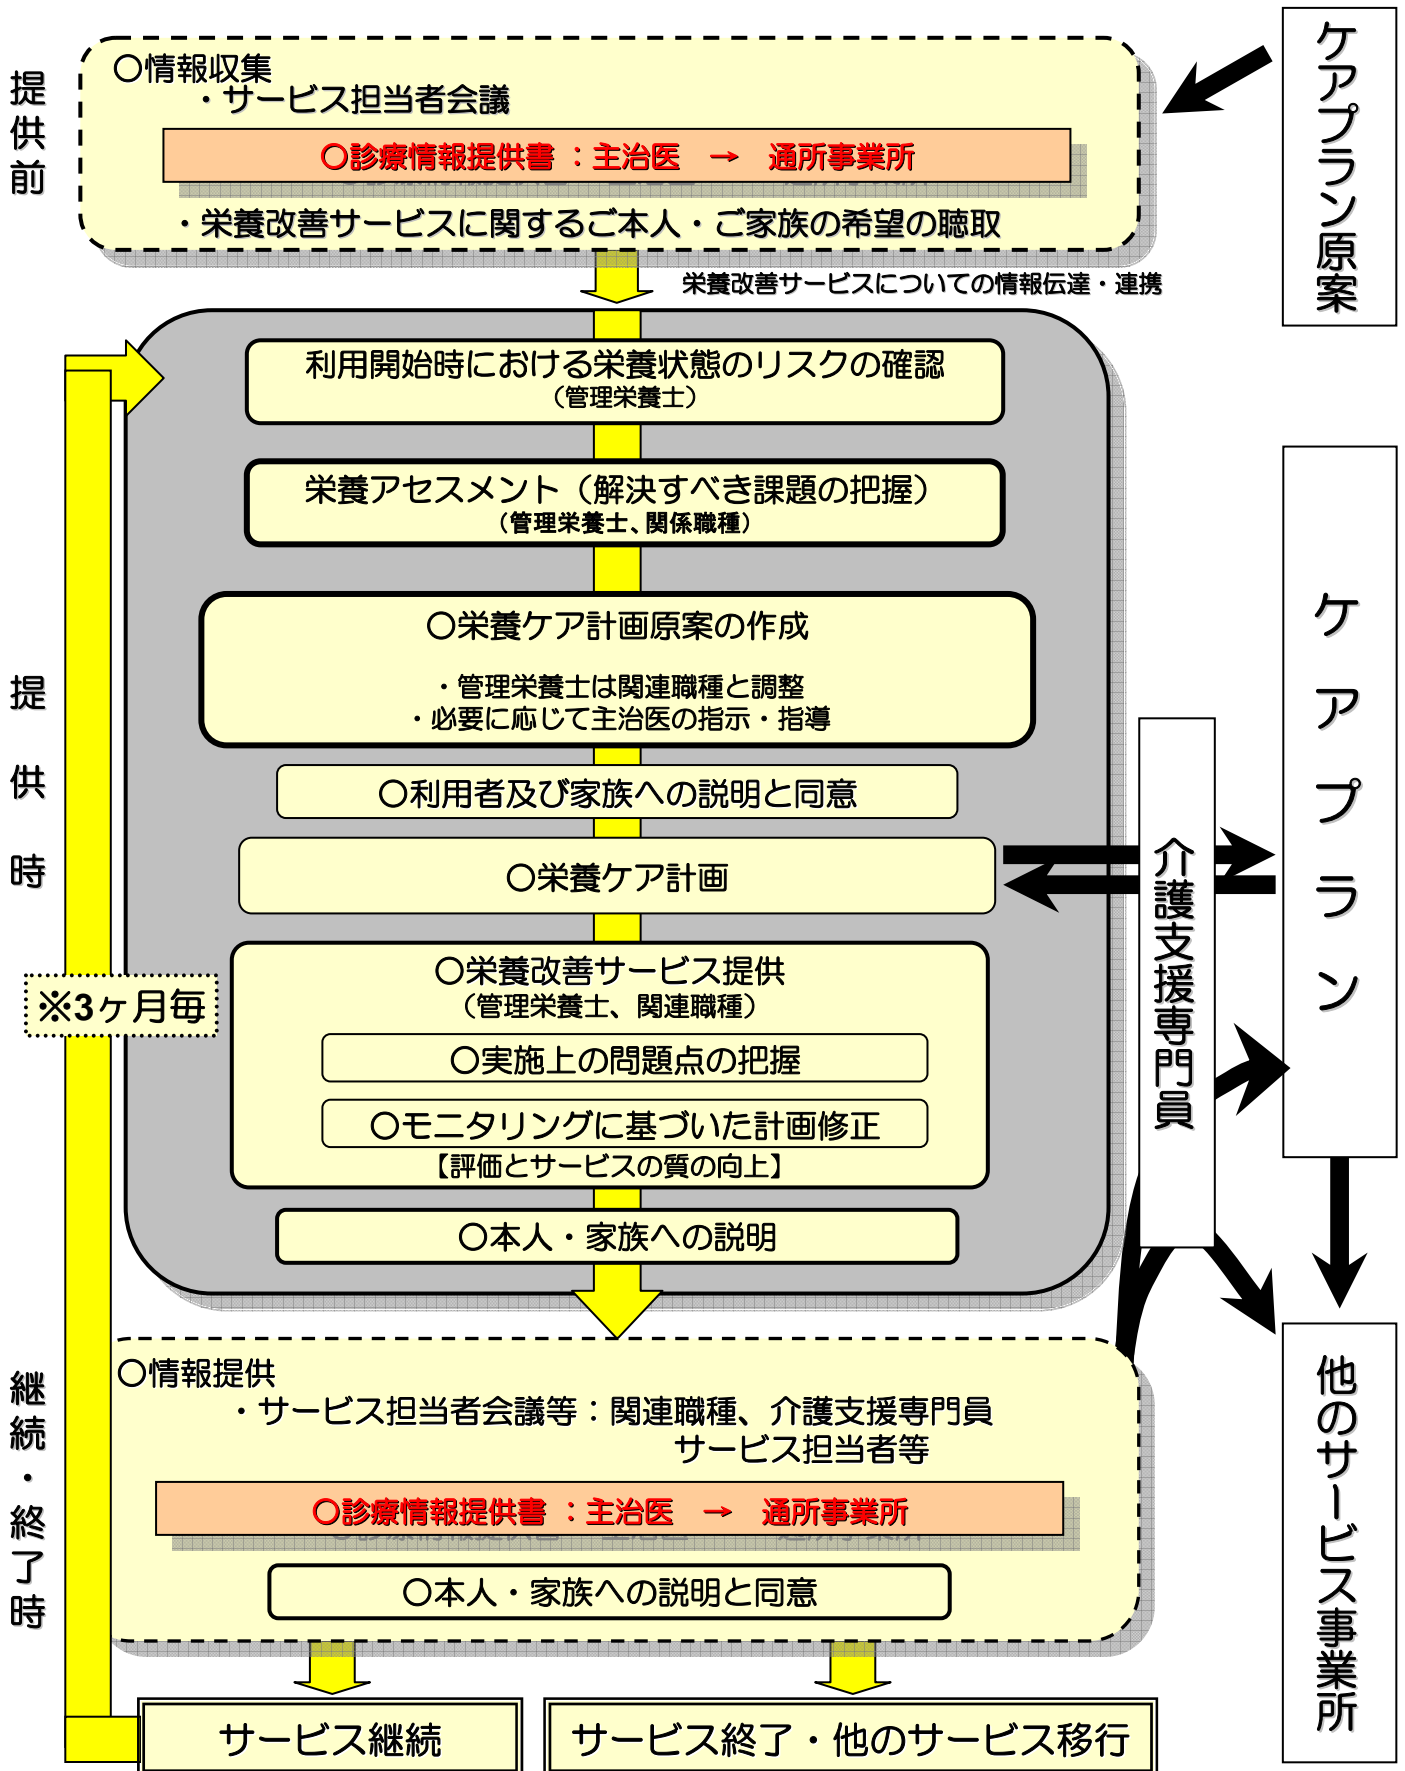 提供前
〇情報収集
・サービス担当者会議
〇診療情報提供書 ：主治医　→　通所事業所
・栄養改善サービスに関するご本人・ご家族の希望の聴取
ケアプラン原案
栄養改善サービスについての情報伝達・連携
提供時
利用開始時における栄養状態のリスクの確認
（管理栄養士）
栄養アセスメント（解決すべき課題の把握）
（管理栄養士、関係職種）
〇栄養ケア計画原案の作成
・管理栄養士は関連職種と調整
・必要に応じて主治医の指示・指導
〇利用者及び家族への説明と同意
〇栄養ケア計画
〇栄養改善サービス提供
（管理栄養士、関連職種）
〇実施上の問題点の把握
〇モニタリングに基づいた計画修正
【評価とサービスの質の向上】
〇本人・家族への説明
※3ヶ月毎
介護支援専門員
ケアプラン
継続・終了時
〇情報提供
・サービス担当者会議等：関連職種、介護支援専門員
サービス担当者等
〇診療情報提供書 ：主治医　→　通所事業所
〇本人・家族への説明と同意
サービス継続
サービス終了・他のサービス移行
他のサービス事業所